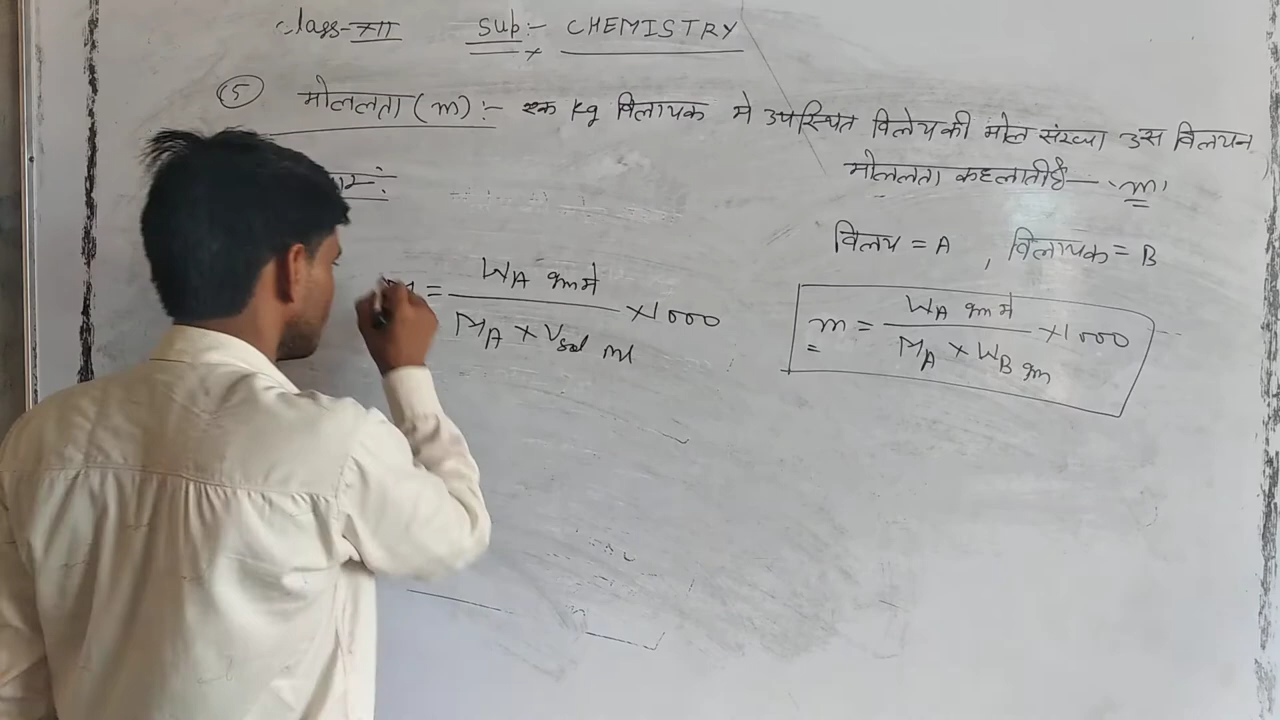 Class-XII Sub:- CHEMISTRY
(5) मोललता (m) :- एक kg विलायक मे उपस्थित विलेय की मोल संख्या उस विलयन
मोललता कहलाती है — 'm'
विलय = A , विलायक = B
= WA gm मे / MA × Vsol ml × 1000
m = WA gm मे / MA × WB gm × 1000